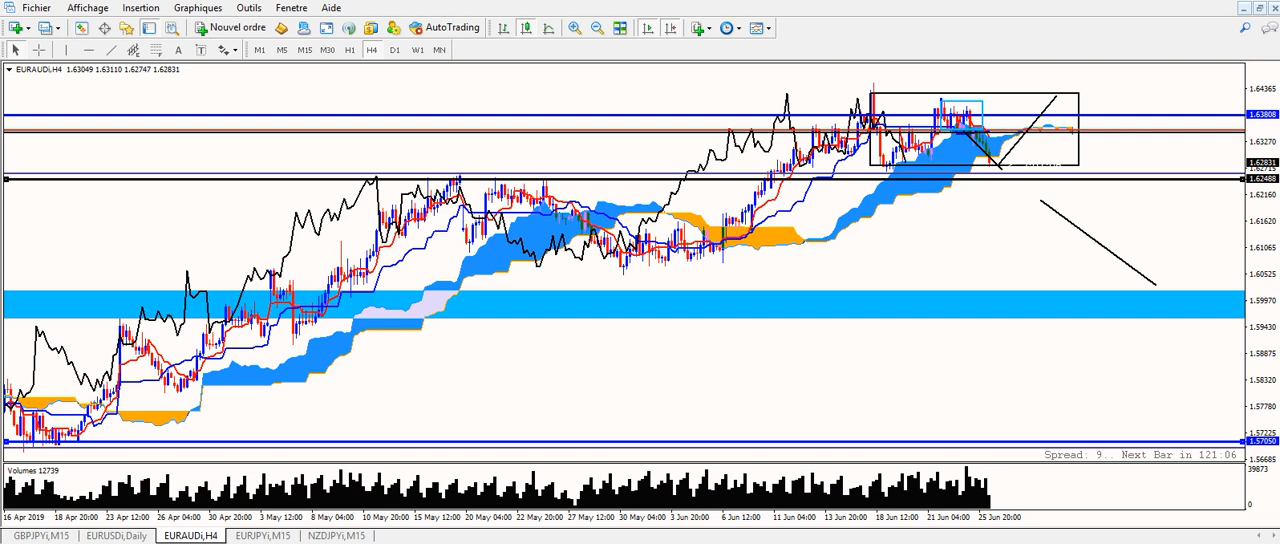 Fichier Affichage Insertion Graphiques Outils Fenetre Aide
Nouvel ordre AutoTrading
A T M1 M5 M15 M30 H1 H4 D1 W1 MN
EURAUDi,H4 1.63049 1.63110 1.62747 1.62831
1.64365
1.63808
1.63270
1.62831
1.62715
1.62488
1.62160
1.61620
1.61065
1.60525
1.59970
1.59430
1.58875
1.58320
1.57780
1.57225
1.57050
1.56685
Spread: 9.. Next Bar in 121:06
Volumes 12739
39873
0
16 Apr 2019 18 Apr 20:00 23 Apr 12:00 26 Apr 04:00 30 Apr 20:00 3 May 12:00 8 May 04:00 10 May 20:00 15 May 12:00 20 May 04:00 22 May 20:00 27 May 12:00 30 May 04:00 3 Jun 20:00 6 Jun 12:00 11 Jun 04:00 13 Jun 20:00 18 Jun 12:00 21 Jun 04:00 25 Jun 20:00
GBPJPYi,M15 EURUSDi,Daily EURAUDi,H4 EURJPYi,M15 NZDJPYi,M15